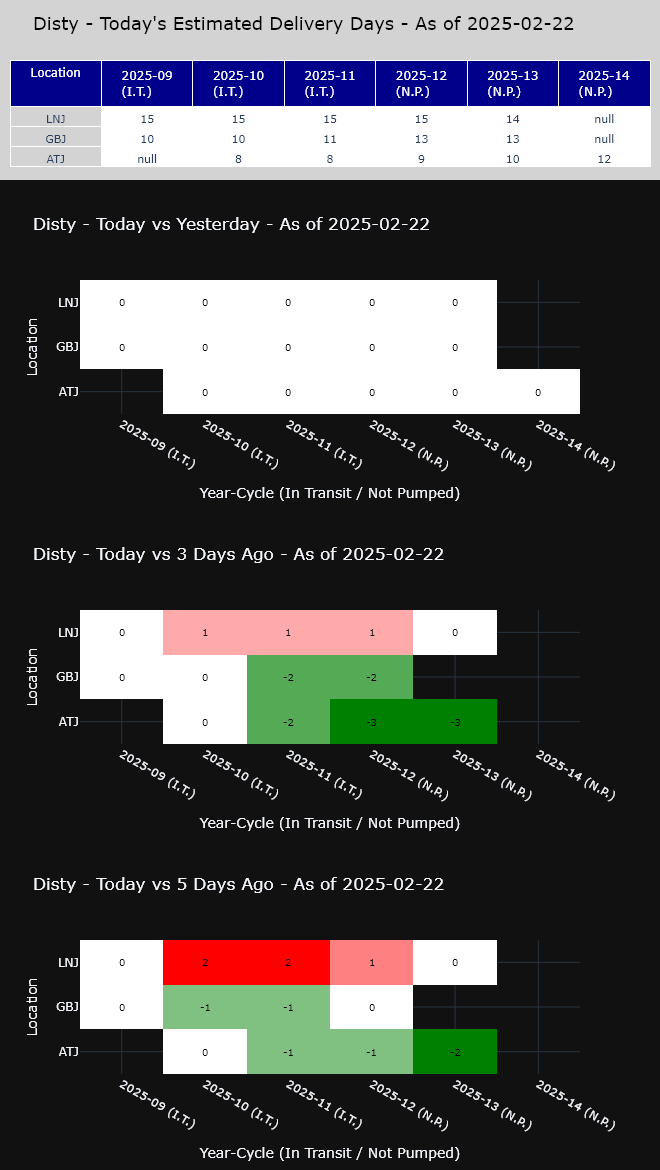 Disty - Today's Estimated Delivery Days - As of 2025-02-22
Location 2025-09 (I.T.) 2025-10 (I.T.) 2025-11 (I.T.) 2025-12 (N.P.) 2025-13 (N.P.) 2025-14 (N.P.)
LNJ 15 15 15 15 14 null
GBJ 10 10 11 13 13 null
ATJ null 8 8 9 10 12
Disty - Today vs Yesterday - As of 2025-02-22
Location
LNJ 0 0 0 0 0
GBJ 0 0 0 0 0
ATJ 0 0 0 0 0
2025-09 (I.T.) 2025-10 (I.T.) 2025-11 (I.T.) 2025-12 (N.P.) 2025-13 (N.P.) 2025-14 (N.P.)
Year-Cycle (In Transit / Not Pumped)
Disty - Today vs 3 Days Ago - As of 2025-02-22
Location
LNJ 0 1 1 1 0
GBJ 0 0 -2 -2
ATJ 0 -2 -3 -3
2025-09 (I.T.) 2025-10 (I.T.) 2025-11 (I.T.) 2025-12 (N.P.) 2025-13 (N.P.) 2025-14 (N.P.)
Year-Cycle (In Transit / Not Pumped)
Disty - Today vs 5 Days Ago - As of 2025-02-22
Location
LNJ 0 2 2 1 0
GBJ 0 -1 -1 0
ATJ 0 -1 -1 -2
2025-09 (I.T.) 2025-10 (I.T.) 2025-11 (I.T.) 2025-12 (N.P.) 2025-13 (N.P.) 2025-14 (N.P.)
Year-Cycle (In Transit / Not Pumped)